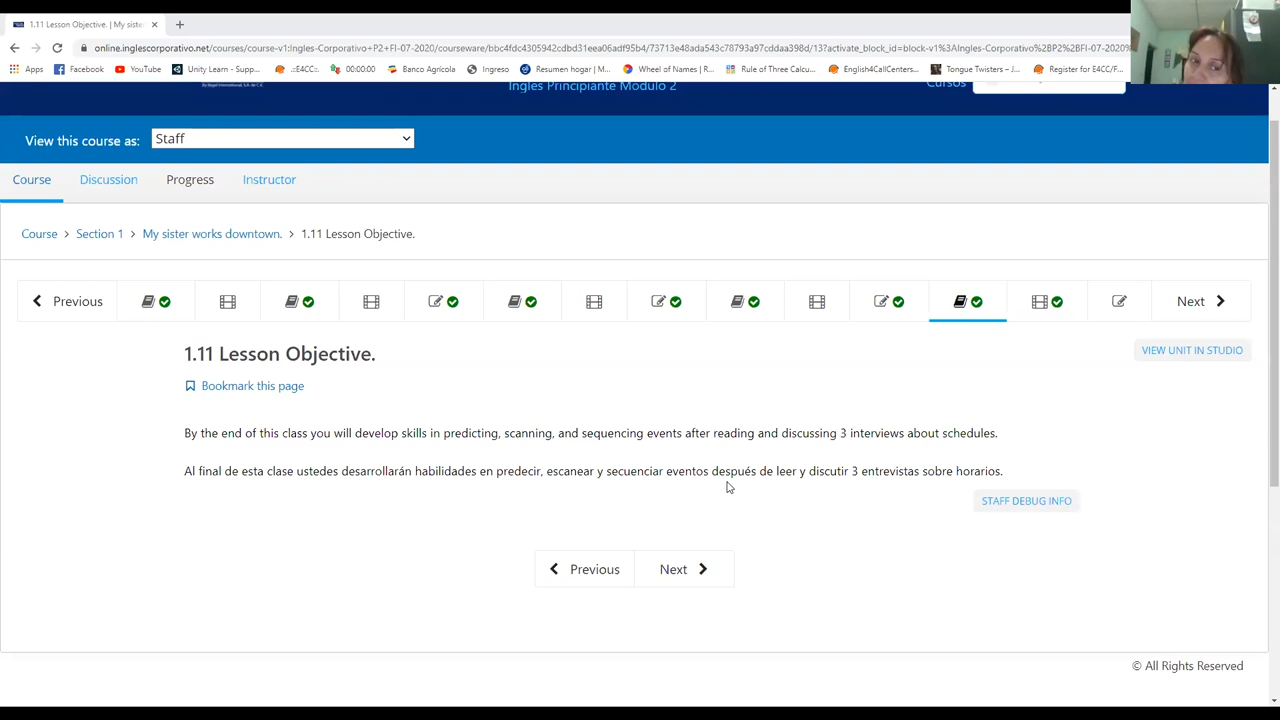 1.11 Lesson Objective. | My siste
online.inglescorporativo.net/courses/course-v1:Ingles-Corporativo+P2+FI-07-2020/courseware/bbc4fdc4305942cdbd31eea06adf95b4/73713e48ada543c78793a97cddaa398d/13?activate_block_id=block-v1%3AIngles-Corporativo%2BP2%2BFI-07-2020%
Apps Facebook YouTube Unity Learn - Supp... .::E4CC:. 00:00:00 Banco Agrícola Ingreso Resumen hogar | M... Wheel of Names | R... Rule of Three Calcu... English4CallCenters... Tongue Twisters – J... Register for E4CC/F...
Ingles Principiante Modulo 2 Cursos
View this course as: Staff
Course Discussion Progress Instructor
Course > Section 1 > My sister works downtown. > 1.11 Lesson Objective.
Previous Next
1.11 Lesson Objective.
VIEW UNIT IN STUDIO
Bookmark this page
By the end of this class you will develop skills in predicting, scanning, and sequencing events after reading and discussing 3 interviews about schedules.
Al final de esta clase ustedes desarrollarán habilidades en predecir, escanear y secuenciar eventos después de leer y discutir 3 entrevistas sobre horarios.
STAFF DEBUG INFO
Previous Next
© All Rights Reserved